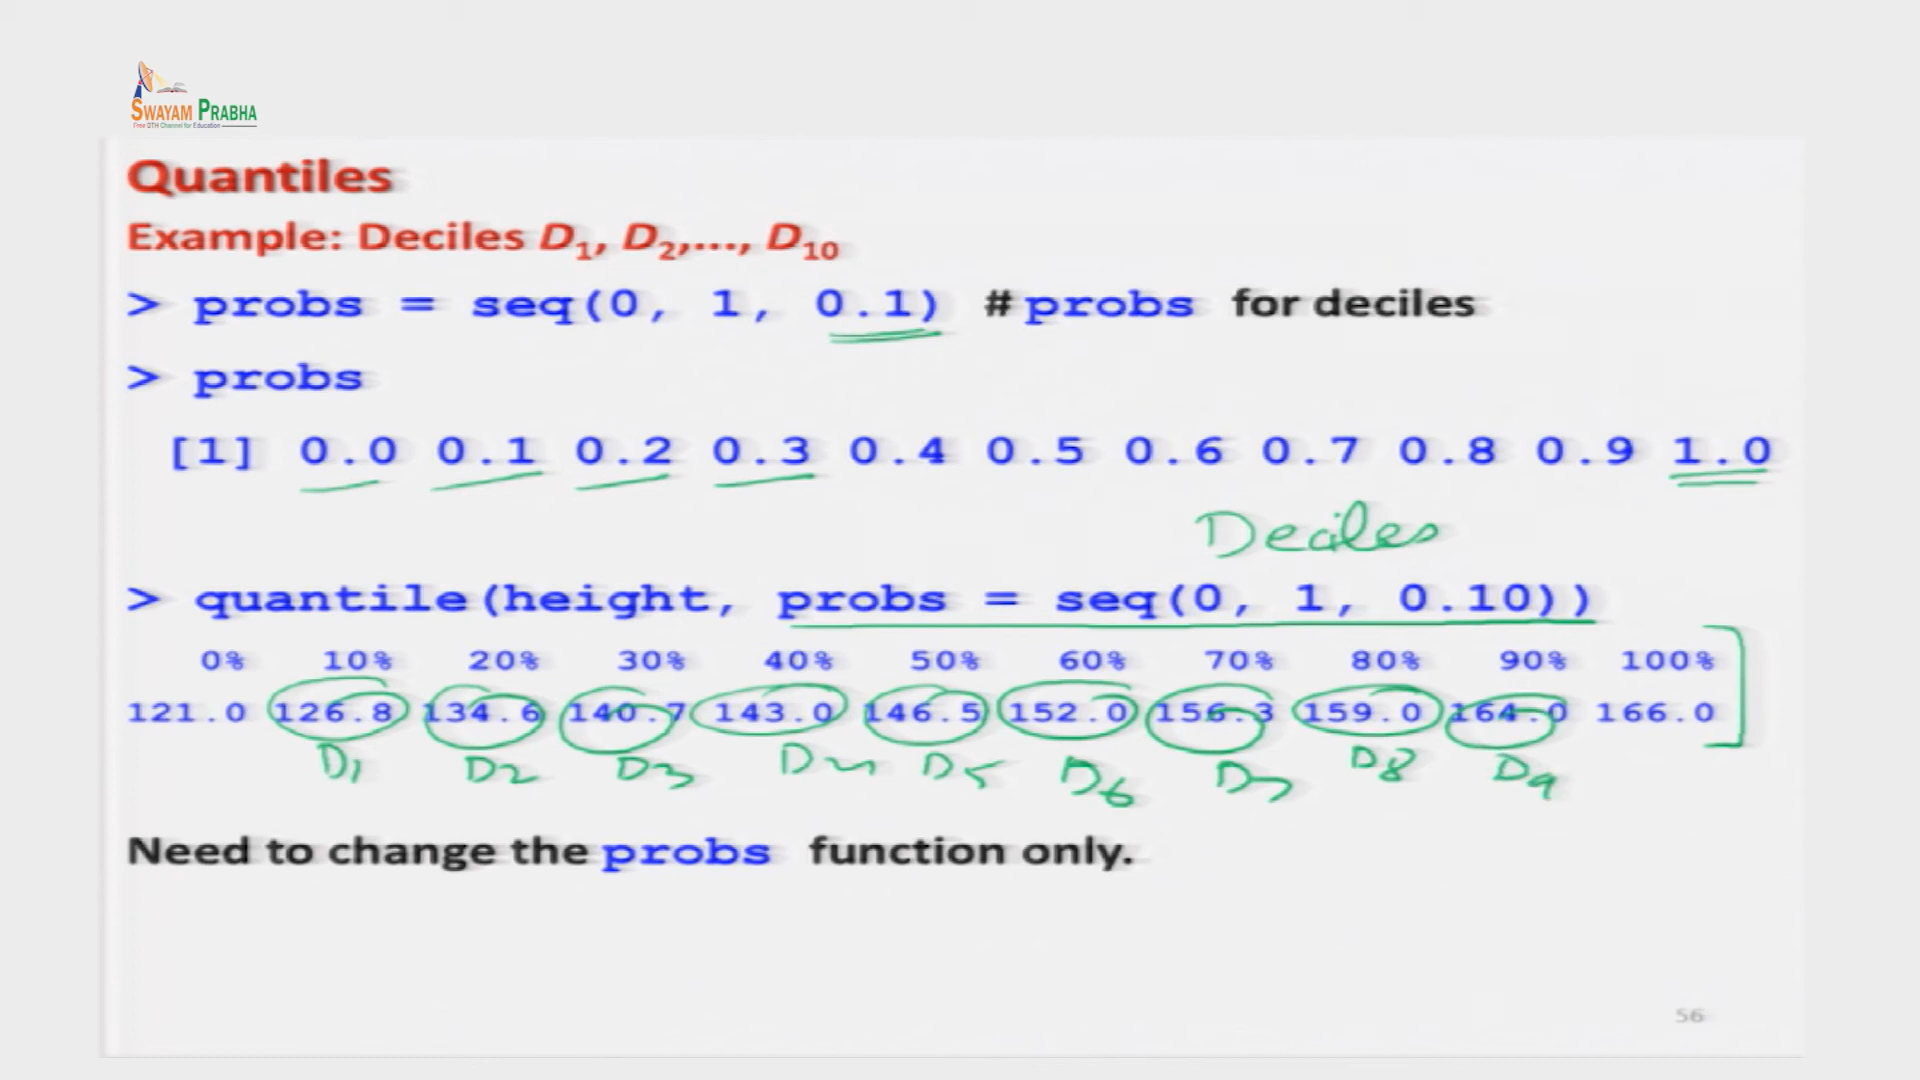 SWAYAM PRABHA
Free DTH Channel for Education
Quantiles
Example: Deciles D1, D2,..., D10
> probs = seq(0, 1, 0.1) # probs for deciles
> probs
[1] 0.0 0.1 0.2 0.3 0.4 0.5 0.6 0.7 0.8 0.9 1.0
Deciles
> quantile(height, probs = seq(0, 1, 0.10))
0% 10% 20% 30% 40% 50% 60% 70% 80% 90% 100%
121.0 126.8 134.6 140.7 143.0 146.5 152.0 156.3 159.0 164.0 166.0
D1 D2 D3 D4 D5 D6 D7 D8 D9
Need to change the probs function only.
56